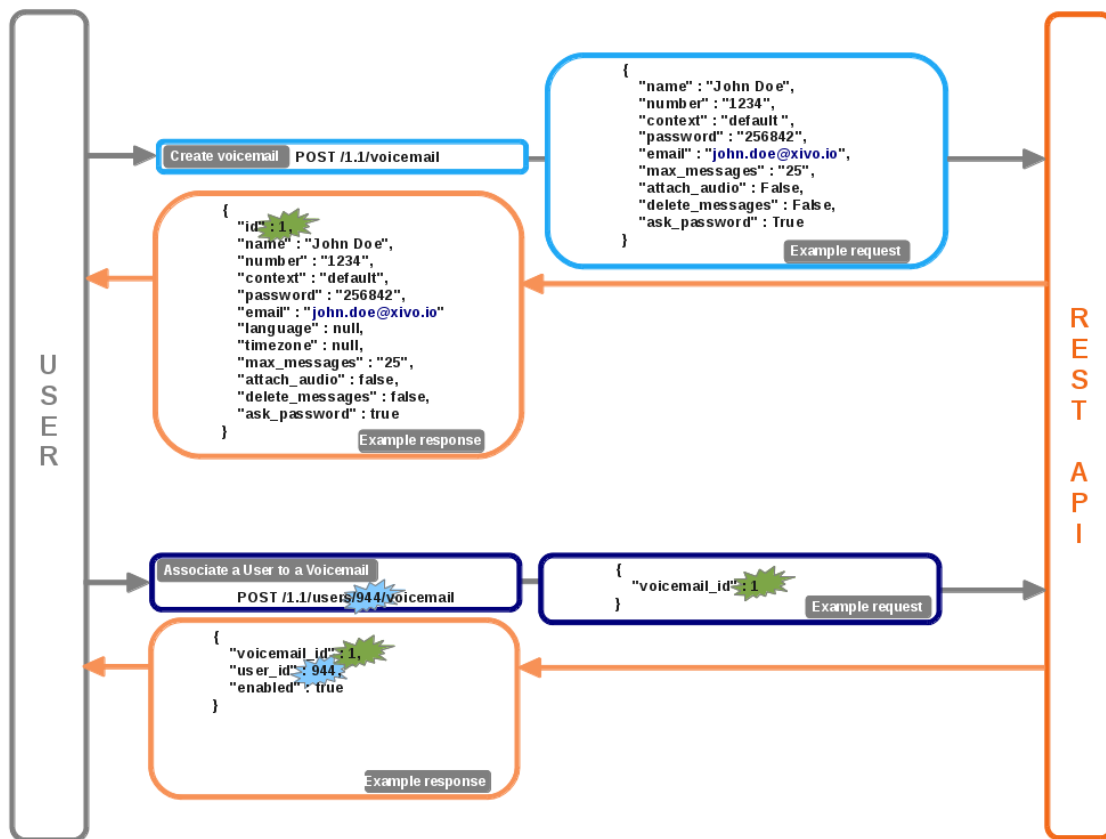 USER
Create voicemail POST /1.1/voicemail
{
"name" : "John Doe",
"number" : "1234",
"context" : "default ",
"password" : "256842",
"email" : "john.doe@xivo.io",
"max_messages" : "25",
"attach_audio" : False,
"delete_messages" : False,
"ask_password" : True
}
Example request
{
"id" : 1,
"name" : "John Doe",
"number" : "1234",
"context" : "default",
"password" : "256842",
"email" : "john.doe@xivo.io"
"language" : null,
"timezone" : null,
"max_messages" : "25",
"attach_audio" : false,
"delete_messages" : false,
"ask_password" : true
}
Example response
Associate a User to a Voicemail
POST /1.1/users/944/voicemail
{
"voicemail_id" : 1
}
Example request
{
"voicemail_id" : 1,
"user_id" : 944,
"enabled" : true
}
Example response
REST API